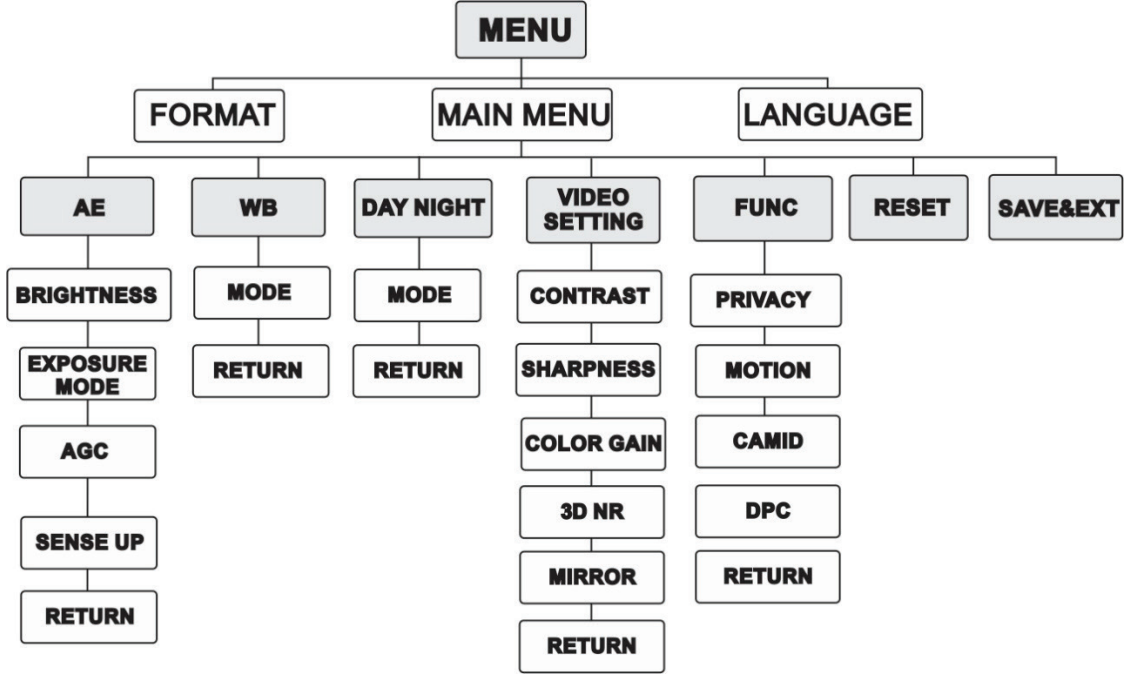 MENU
FORMAT
MAIN MENU
LANGUAGE
AE
WB
DAY NIGHT
VIDEO
SETTING
FUNC
RESET
SAVE&EXT
BRIGHTNESS
EXPOSURE
MODE
AGC
SENSE UP
RETURN
MODE
RETURN
MODE
RETURN
CONTRAST
SHARPNESS
COLOR GAIN
3D NR
MIRROR
RETURN
PRIVACY
MOTION
CAMID
DPC
RETURN